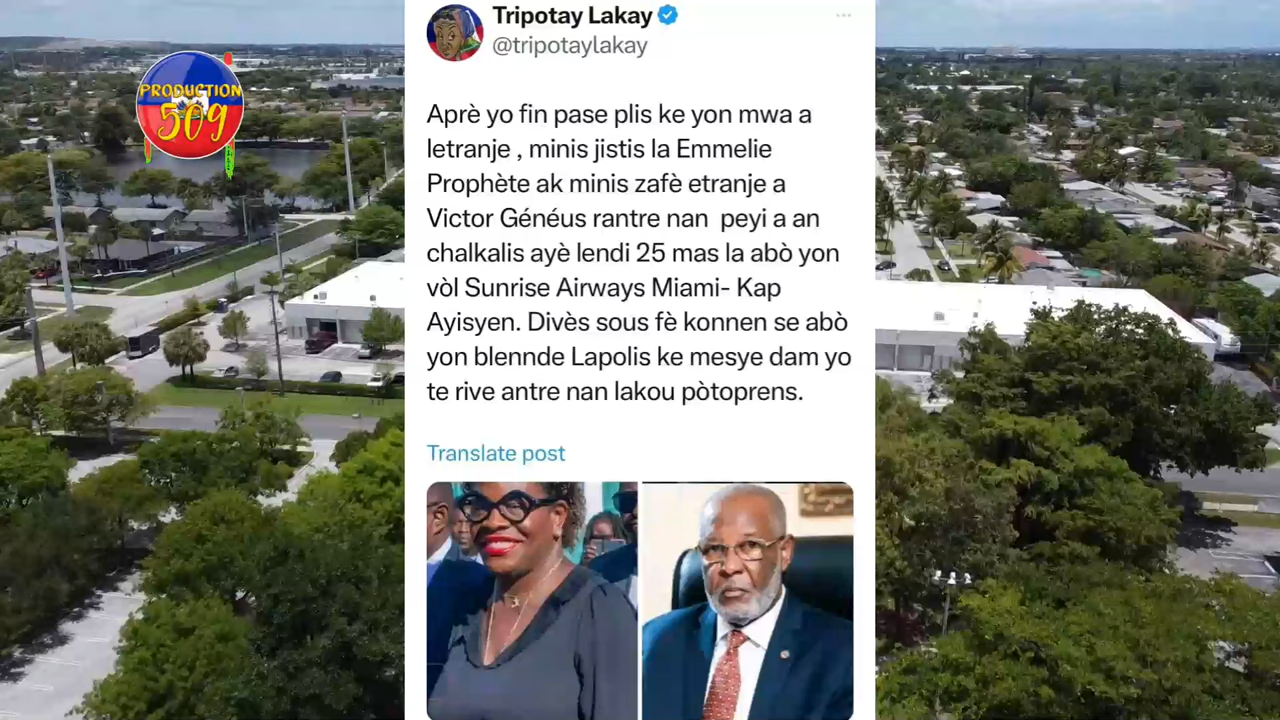 Tripotay Lakay
@tripotaylakay
PRODUCTION
509
Aprè yo fin pase plis ke yon mwa a
letranje , minis jistis la Emmelie
Prophète ak minis zafè etranje a
Victor Généus rantre nan peyi a an
chalkalis ayè lendi 25 mas la abò yon
vòl Sunrise Airways Miami- Kap
Ayisyen. Divès sous fè konnen se abò
yon blennde Lapolis ke mesye dam yo
te rive antre nan lakou pòtoprens.
Translate post